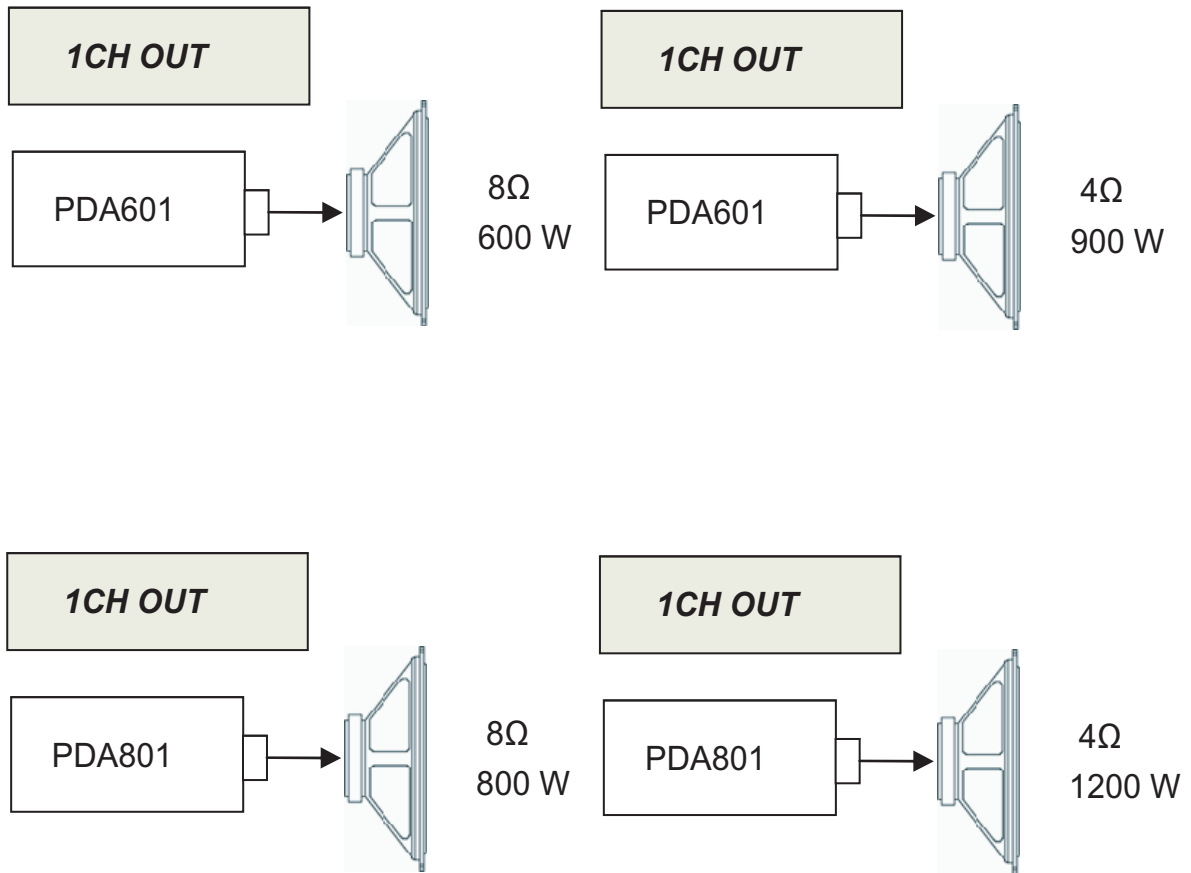 1CH OUT
PDA601
8Ω
600 W
1CH OUT
PDA601
4Ω
900 W
1CH OUT
PDA801
8Ω
800 W
1CH OUT
PDA801
4Ω
1200 W